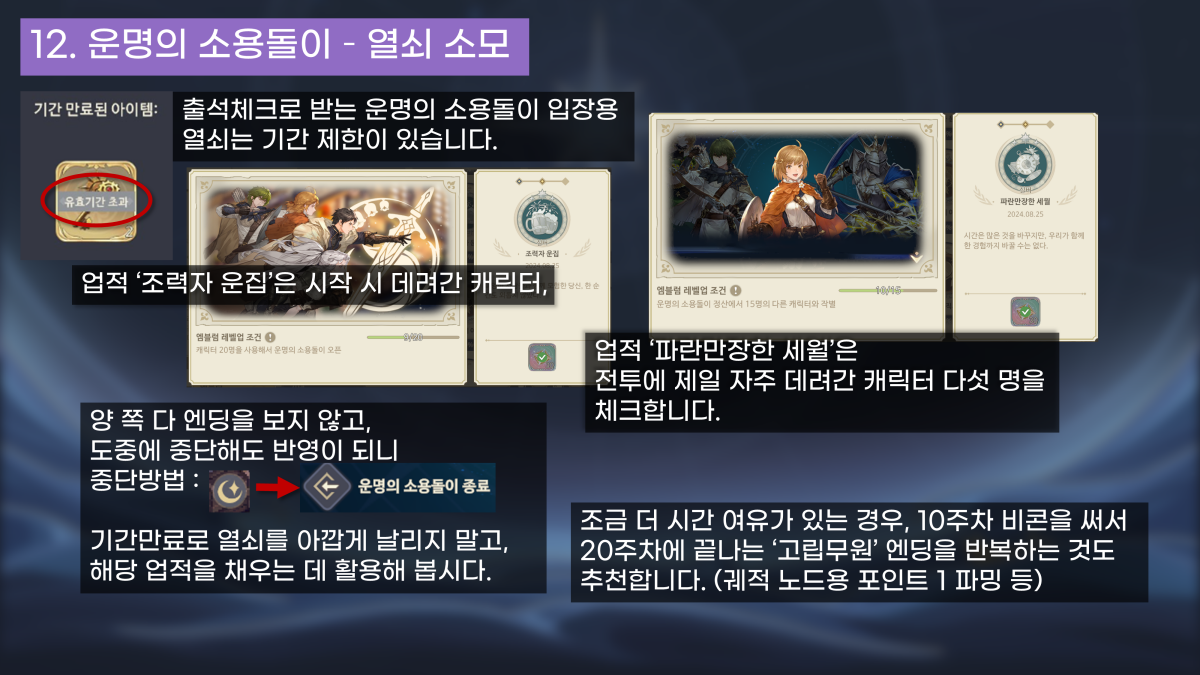 12. 운명의 소용돌이 - 열쇠 소모
기간 만료된 아이템:
유효기간 초과
출석체크로 받는 운명의 소용돌이 입장용
열쇠는 기간 제한이 있습니다.
조력자 운집
업적 ‘조력자 운집’은 시작 시 데려간 캐릭터,
엠블럼 레벨업 조건
캐릭터 20명을 사용해서 운명의 소용돌이 오픈
파란만장한 세월
2024.08.25
시간은 많은 것을 바꾸지만, 우리가 함께
한 경험까지 바꿀 수는 없다.
엠블럼 레벨업 조건
10/15
운명의 소용돌이 정산에서 15명의 다른 캐릭터와 작별
업적 ‘파란만장한 세월’은
전투에 제일 자주 데려간 캐릭터 다섯 명을
체크합니다.
양 쪽 다 엔딩을 보지 않고,
도중에 중단해도 반영이 되니
중단방법 :
운명의 소용돌이 종료
기간만료로 열쇠를 아깝게 날리지 말고,
해당 업적을 채우는 데 활용해 봅시다.
조금 더 시간 여유가 있는 경우, 10주차 비콘을 써서
20주차에 끝나는 ‘고립무원’ 엔딩을 반복하는 것도
추천합니다. (궤적 노드용 포인트 1 파밍 등)